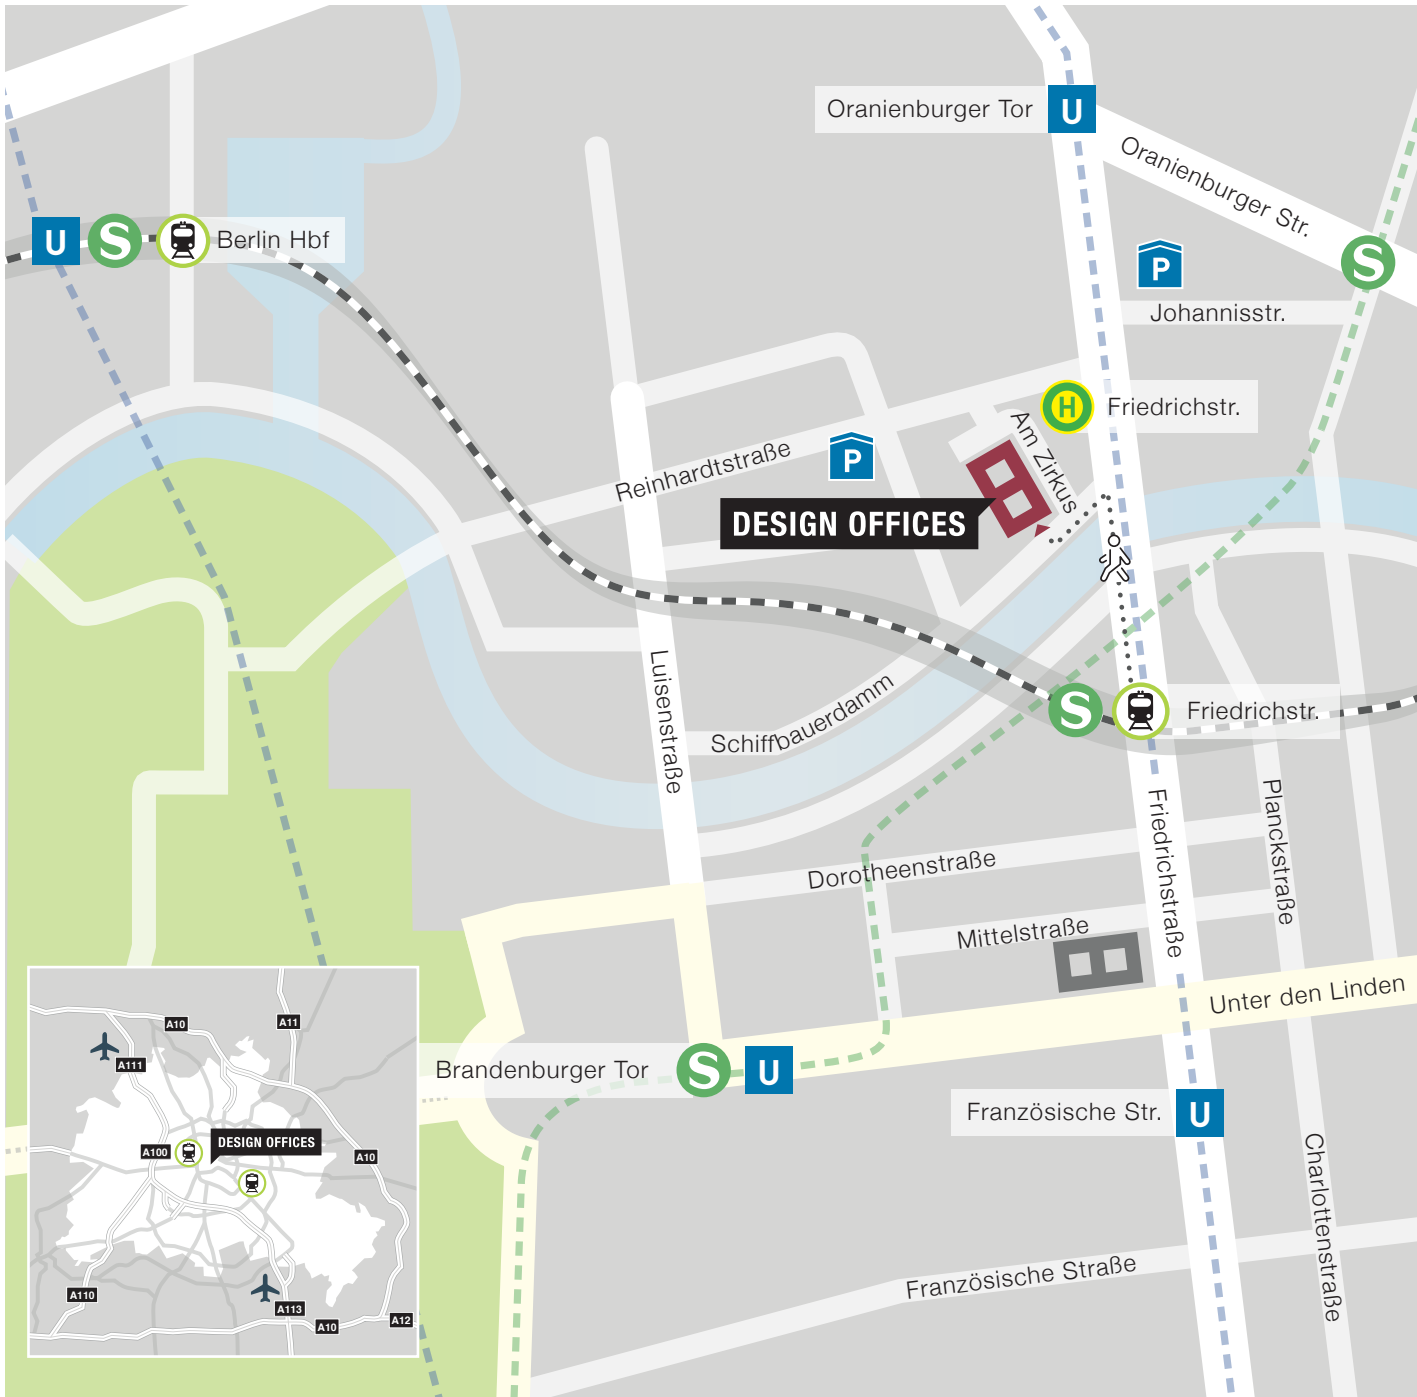 Oranienburger Tor
U
Oranienburger Str.
S
U
S
Berlin Hbf
P
Johannisstr.
H
Friedrichstr.
Am Zirkus
Reinhardtstraße
P
DESIGN OFFICES
Luisenstraße
Schiffbauerdamm
S
Friedrichstr.
Planckstraße
Friedrichstraße
Dorotheenstraße
Mittelstraße
Unter den Linden
Brandenburger Tor
S
U
Französische Str.
U
Charlottenstraße
Französische Straße
A10
A11
A111
A100
DESIGN OFFICES
A10
A110
A113
A10
A12